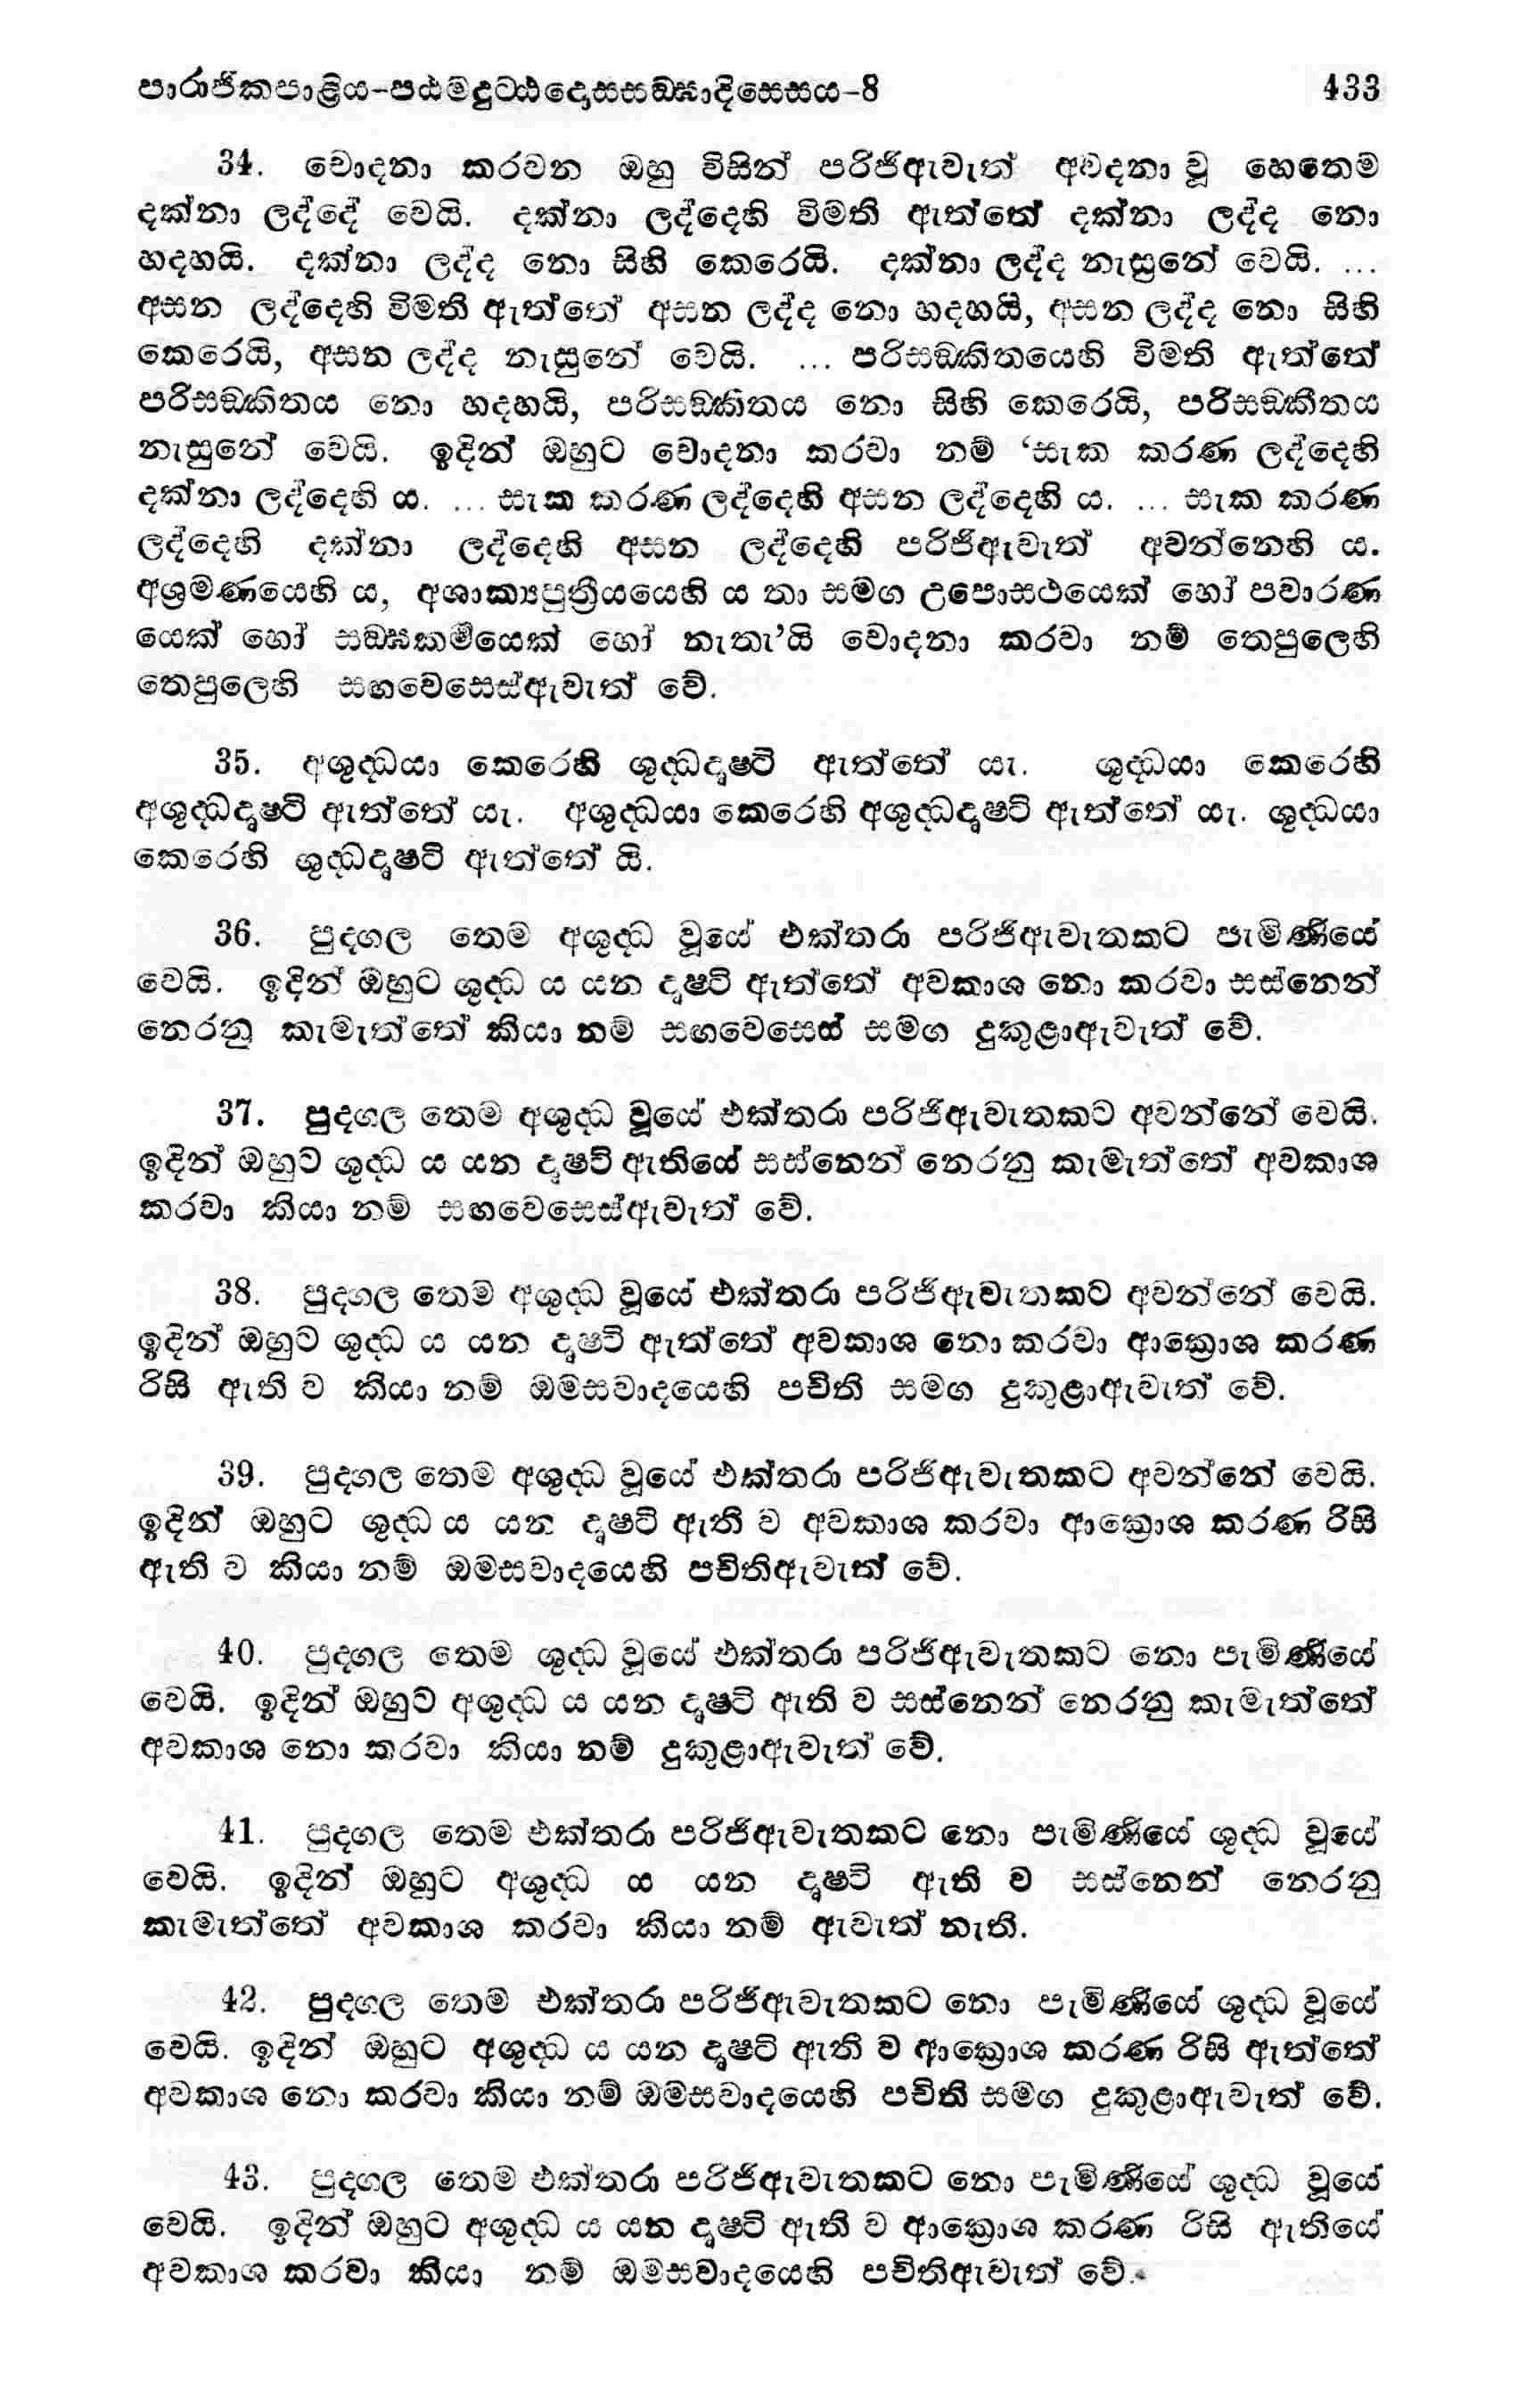 පාරාජිකපාළිය-පඨමදුට්ඨදොසසඞ්ඝාදිසෙසය-8 433
34. චොදනා කරවන ඔහු විසින් පරිජිඇවැත් අවදනා වූ හෙතෙම
දක්නා ලද්දේ වෙයි. දක්නා ලද්දෙහි විමති ඇත්තේ දක්නා ලද්ද නො
හදහයි. දක්නා ලද්ද නො සිහි කෙරෙයි. දක්නා ලද්ද නැසුනේ වෙයි. ...
අසන ලද්දෙහි විමති ඇත්තේ අසන ලද්ද නො හදහයි, අසන ලද්ද නො සිහි
කෙරෙයි, අසන ලද්ද නැසුනේ වෙයි. ... පරිසඞ්කිතයෙහි විමති ඇත්තේ
පරිසඞ්කිතය නො හදහයි, පරිසඞ්කිතය නො සිහි කෙරෙයි, පරිසඞ්කිතය
නැසුනේ වෙයි. ඉදින් ඔහුට චොදනා කරවා නම් ‘සැක කරණ ලද්දෙහි
දක්නා ලද්දෙහි ය. ... සැක කරණ ලද්දෙහි අසන ලද්දෙහි ය. ... සැක කරණ
ලද්දෙහි දක්නා ලද්දෙහි අසන ලද්දෙහි පරිජිඇවැත් අවන්නෙහි ය.
අශ්‍රමණයෙහි ය, අශාක්‍යපුත්‍රීයයෙහි ය තා සමග උපොසථයෙක් හෝ පවාරණ
යෙක් හෝ සඞ්ඝකර්මයෙක් හෝ නැතැ’යි චොදනා කරවා නම් තෙපුලෙහි
තෙපුලෙහි සඟවෙසෙස්ඇවැත් වේ.
35. අශුද්ධයා කෙරෙහි ශුද්ධදෘෂ්ටි ඇත්තේ යැ. ශුද්ධයා කෙරෙහි
අශුද්ධදෘෂ්ටි ඇත්තේ යැ. අශුද්ධයා කෙරෙහි අශුද්ධදෘෂ්ටි ඇත්තේ යැ. ශුද්ධයා
කෙරෙහි ශුද්ධදෘෂ්ටි ඇත්තේ යි.
36. පුද්ගල තෙම අශුද්ධ වූයේ එක්තරා පරිජිඇවැතකට පැමිණියේ
වෙයි. ඉදින් ඔහුට ශුද්ධ ය යන දෘෂ්ටි ඇත්තේ අවකාශ නො කරවා සස්නෙන්
නෙරනු කැමැත්තේ කියා නම් සඟවෙසෙස් සමග දුකුළාඇවැත් වේ.
37. පුද්ගල තෙම අශුද්ධ වූයේ එක්තරා පරිජිඇවැතකට අවන්නේ වෙයි.
ඉදින් ඔහුට ශුද්ධ ය යන දෘෂ්ටි ඇතියේ සස්නෙන් නෙරනු කැමැත්තේ අවකාශ
කරවා කියා නම් සඟවෙසෙස්ඇවැත් වේ.
38. පුද්ගල තෙම අශුද්ධ වූයේ එක්තරා පරිජිඇවැතකට අවන්නේ වෙයි.
ඉදින් ඔහුට ශුද්ධ ය යන දෘෂ්ටි ඇත්තේ අවකාශ නො කරවා ආක්‍රොශ කරණ
රිසි ඇති ව කියා නම් ඔමසවාදයෙහි පචිති සමග දුකුළාඇවැත් වේ.
39. පුද්ගල තෙම අශුද්ධ වූයේ එක්තරා පරිජිඇවැතකට අවන්නේ වෙයි.
ඉදින් ඔහුට ශුද්ධ ය යන දෘෂ්ටි ඇති ව අවකාශ කරවා ආක්‍රොශ කරණ රිසි
ඇති ව කියා නම් ඔමසවාදයෙහි පචිතිඇවැත් වේ.
40. පුද්ගල තෙම ශුද්ධ වූයේ එක්තරා පරිජිඇවැතකට නො පැමිණියේ
වෙයි. ඉදින් ඔහුට අශුද්ධ ය යන දෘෂ්ටි ඇති ව සස්නෙන් නෙරනු කැමැත්තේ
අවකාශ නො කරවා කියා නම් දුකුළාඇවැත් වේ.
41. පුද්ගල තෙම එක්තරා පරිජිඇවැතකට නො පැමිණියේ ශුද්ධ වූයේ
වෙයි. ඉදින් ඔහුට අශුද්ධ ය යන දෘෂ්ටි ඇති ව සස්නෙන් නෙරනු
කැමැත්තේ අවකාශ කරවා කියා නම් ඇවැත් නැති.
42. පුද්ගල තෙම එක්තරා පරිජිඇවැතකට නො පැමිණියේ ශුද්ධ වූයේ
වෙයි. ඉදින් ඔහුට අශුද්ධ ය යන දෘෂ්ටි ඇති ව ආක්‍රොශ කරණ රිසි ඇත්තේ
අවකාශ නො කරවා කියා නම් ඔමසවාදයෙහි පචිති සමග දුකුළාඇවැත් වේ.
43. පුද්ගල තෙම එක්තරා පරිජිඇවැතකට නො පැමිණියේ ශුද්ධ වූයේ
වෙයි. ඉදින් ඔහුට අශුද්ධ ය යන දෘෂ්ටි ඇති ව ආක්‍රොශ කරණ රිසි ඇතියේ
අවකාශ කරවා කියා නම් ඔමසවාදයෙහි පචිතිඇවැත් වේ.